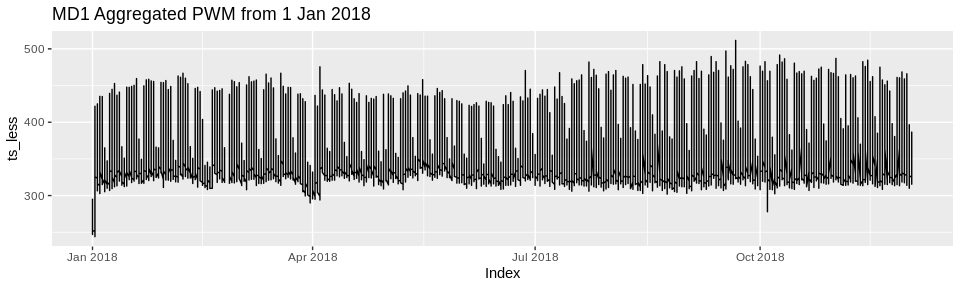 MD1 Aggregated PWM from 1 Jan 2018
500
400
300
ts_less
Jan 2018
Apr 2018
Jul 2018
Oct 2018
Index